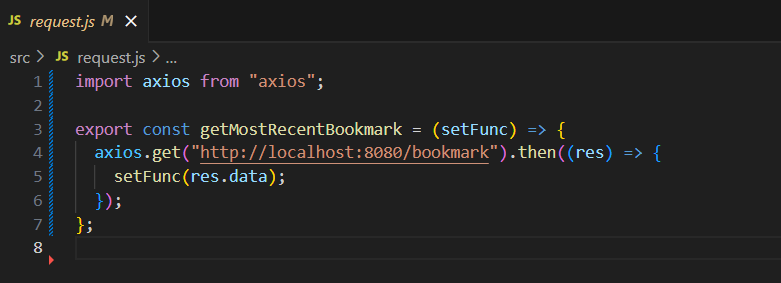 JS request.js M ×
src > JS request.js > ...
1 import axios from "axios";
2
3 export const getMostRecentBookmark = (setFunc) => {
4   axios.get("http://localhost:8080/bookmark").then((res) => {
5     setFunc(res.data);
6   });
7 };
8